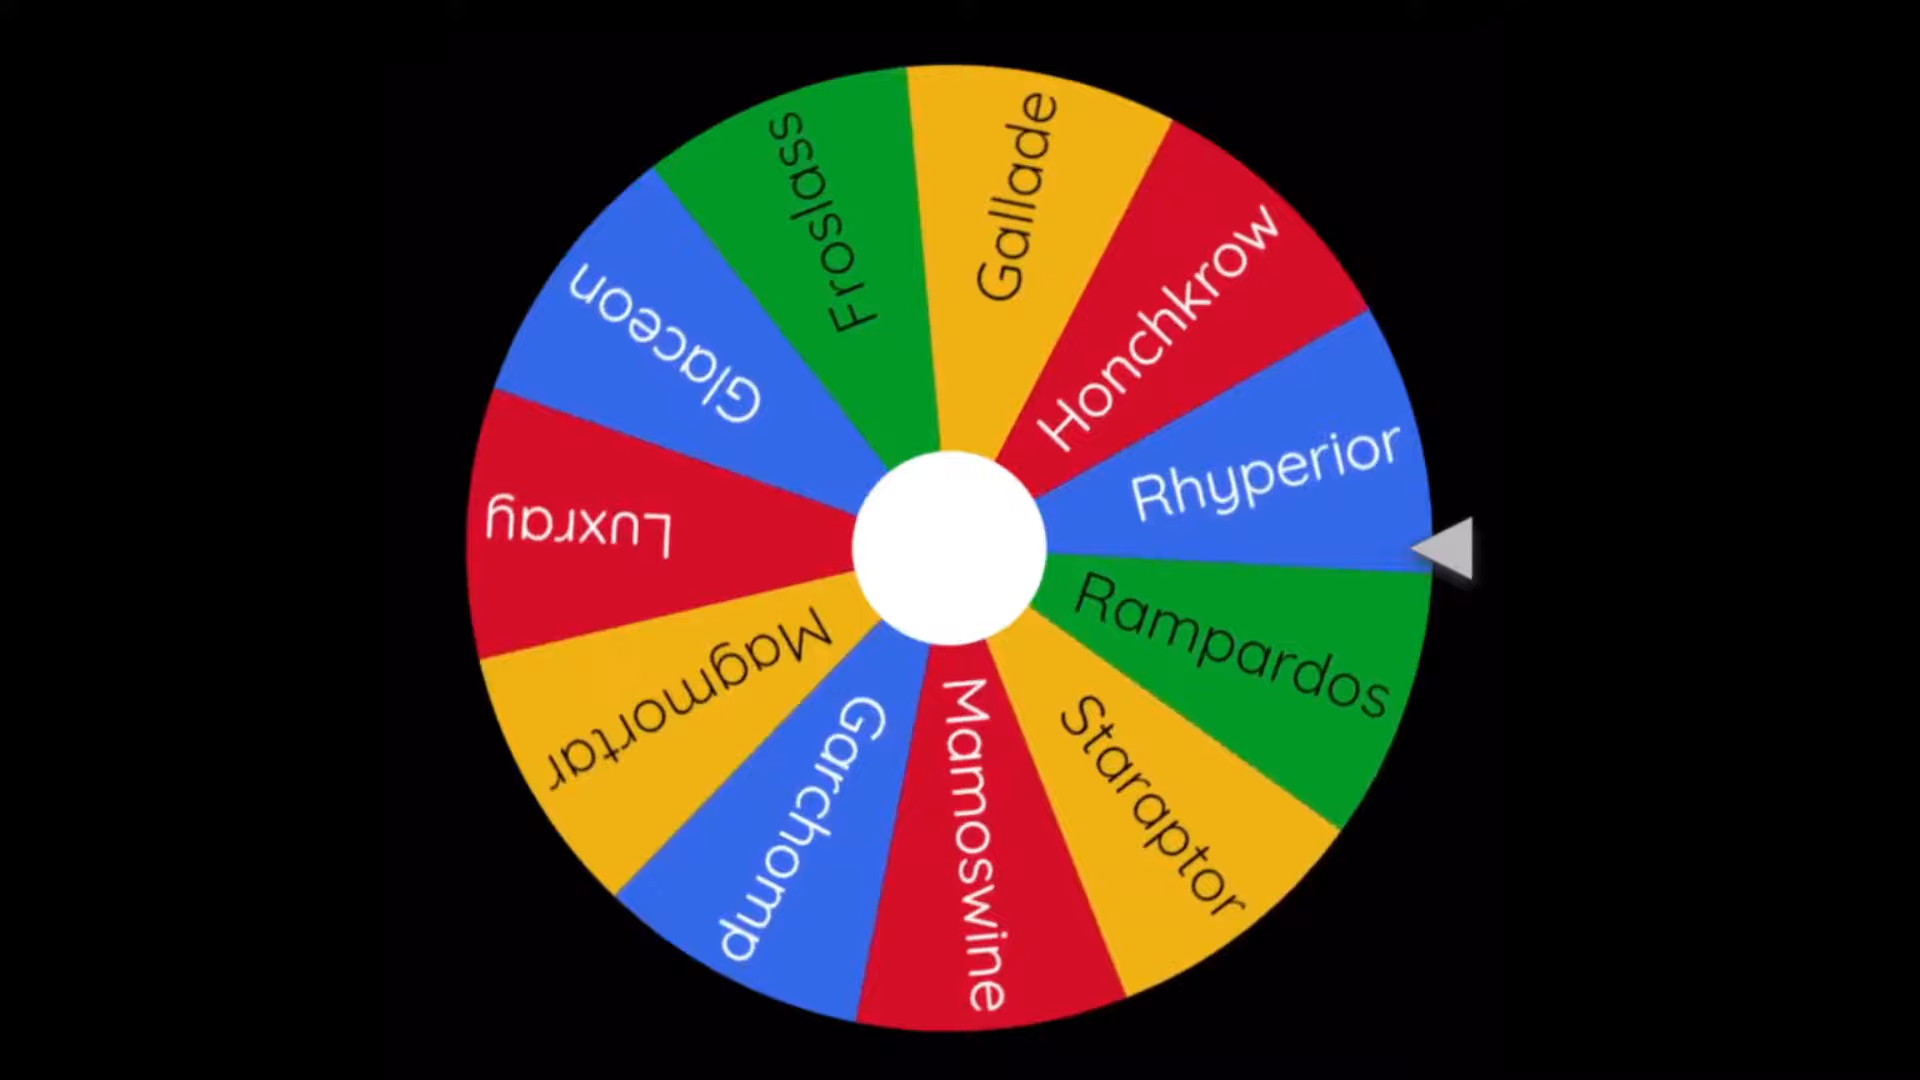 Gallade
Honchkrow
Rhyperior
Rampardos
Staraptor
Mamoswine
Garchomp
Magmortar
Luxray
Glaceon
Froslass